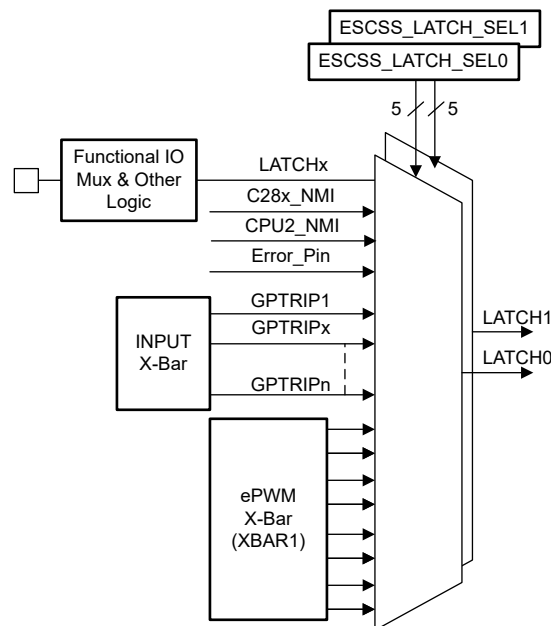 ESCSS_LATCH_SEL1
ESCSS_LATCH_SEL0
5
5
Functional IO
Mux & Other
Logic
LATCHx
C28x_NMI
CPU2_NMI
Error_Pin
INPUT
X-Bar
GPTRIP1
GPTRIPx
GPTRIPn
LATCH1
LATCH0
ePWM
X-Bar
(XBAR1)